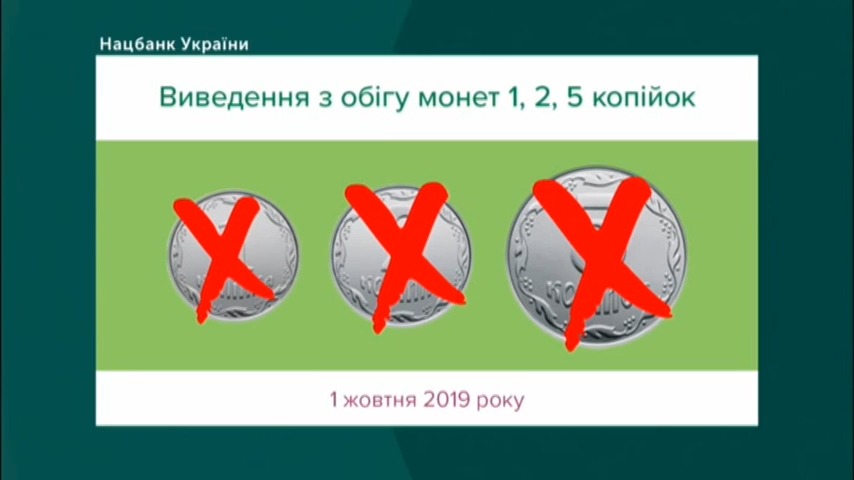 Нацбанк України
Виведення з обігу монет 1, 2, 5 копійок
1 жовтня 2019 року